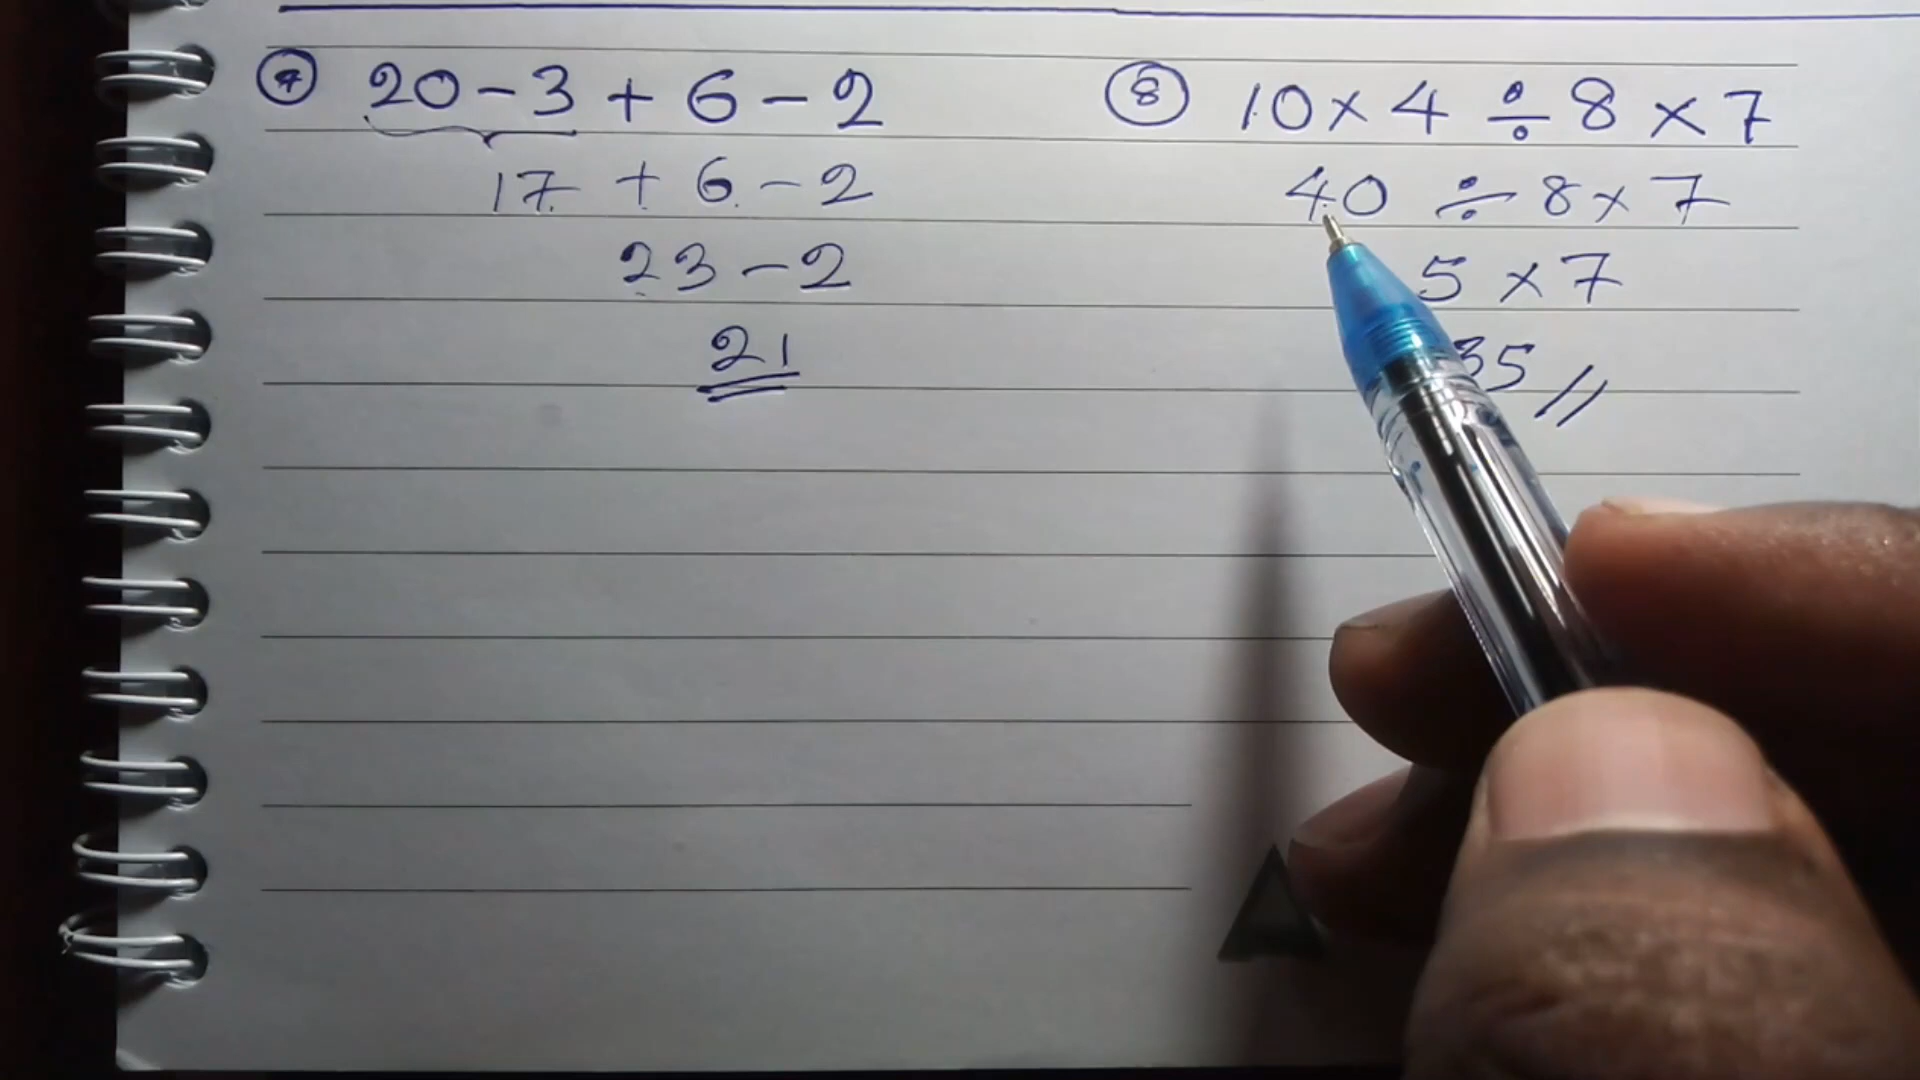 ⑦ 20 - 3 + 6 - 2
17 + 6 - 2
23 - 2
21
⑧ 10 × 4 ÷ 8 × 7
40 ÷ 8 × 7
5 × 7
35 //